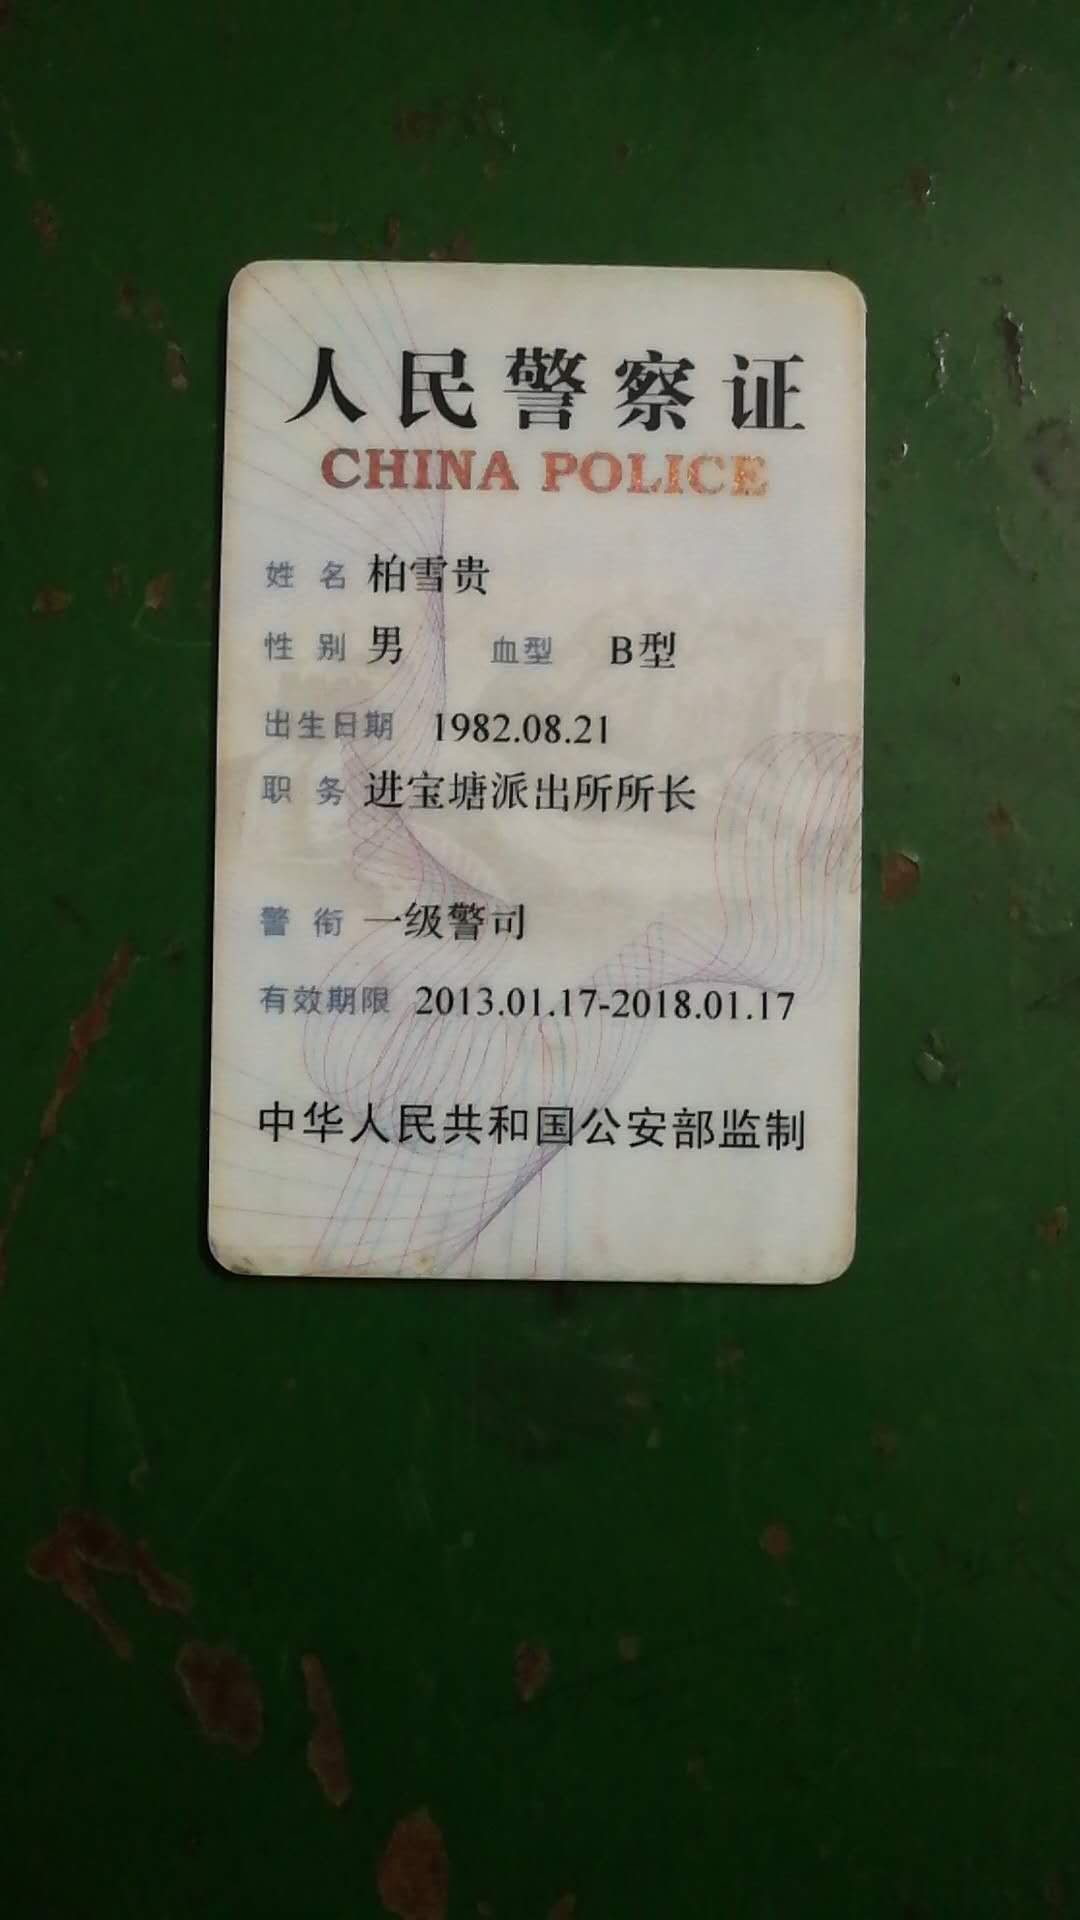 人民警察证
CHINA POLICE
姓 名 柏雪贵
性 别 男 血型 B型
出生日期 1982.08.21
职 务 进宝塘派出所所长
警 衔 一级警司
有效期限 2013.01.17-2018.01.17
中华人民共和国公安部监制